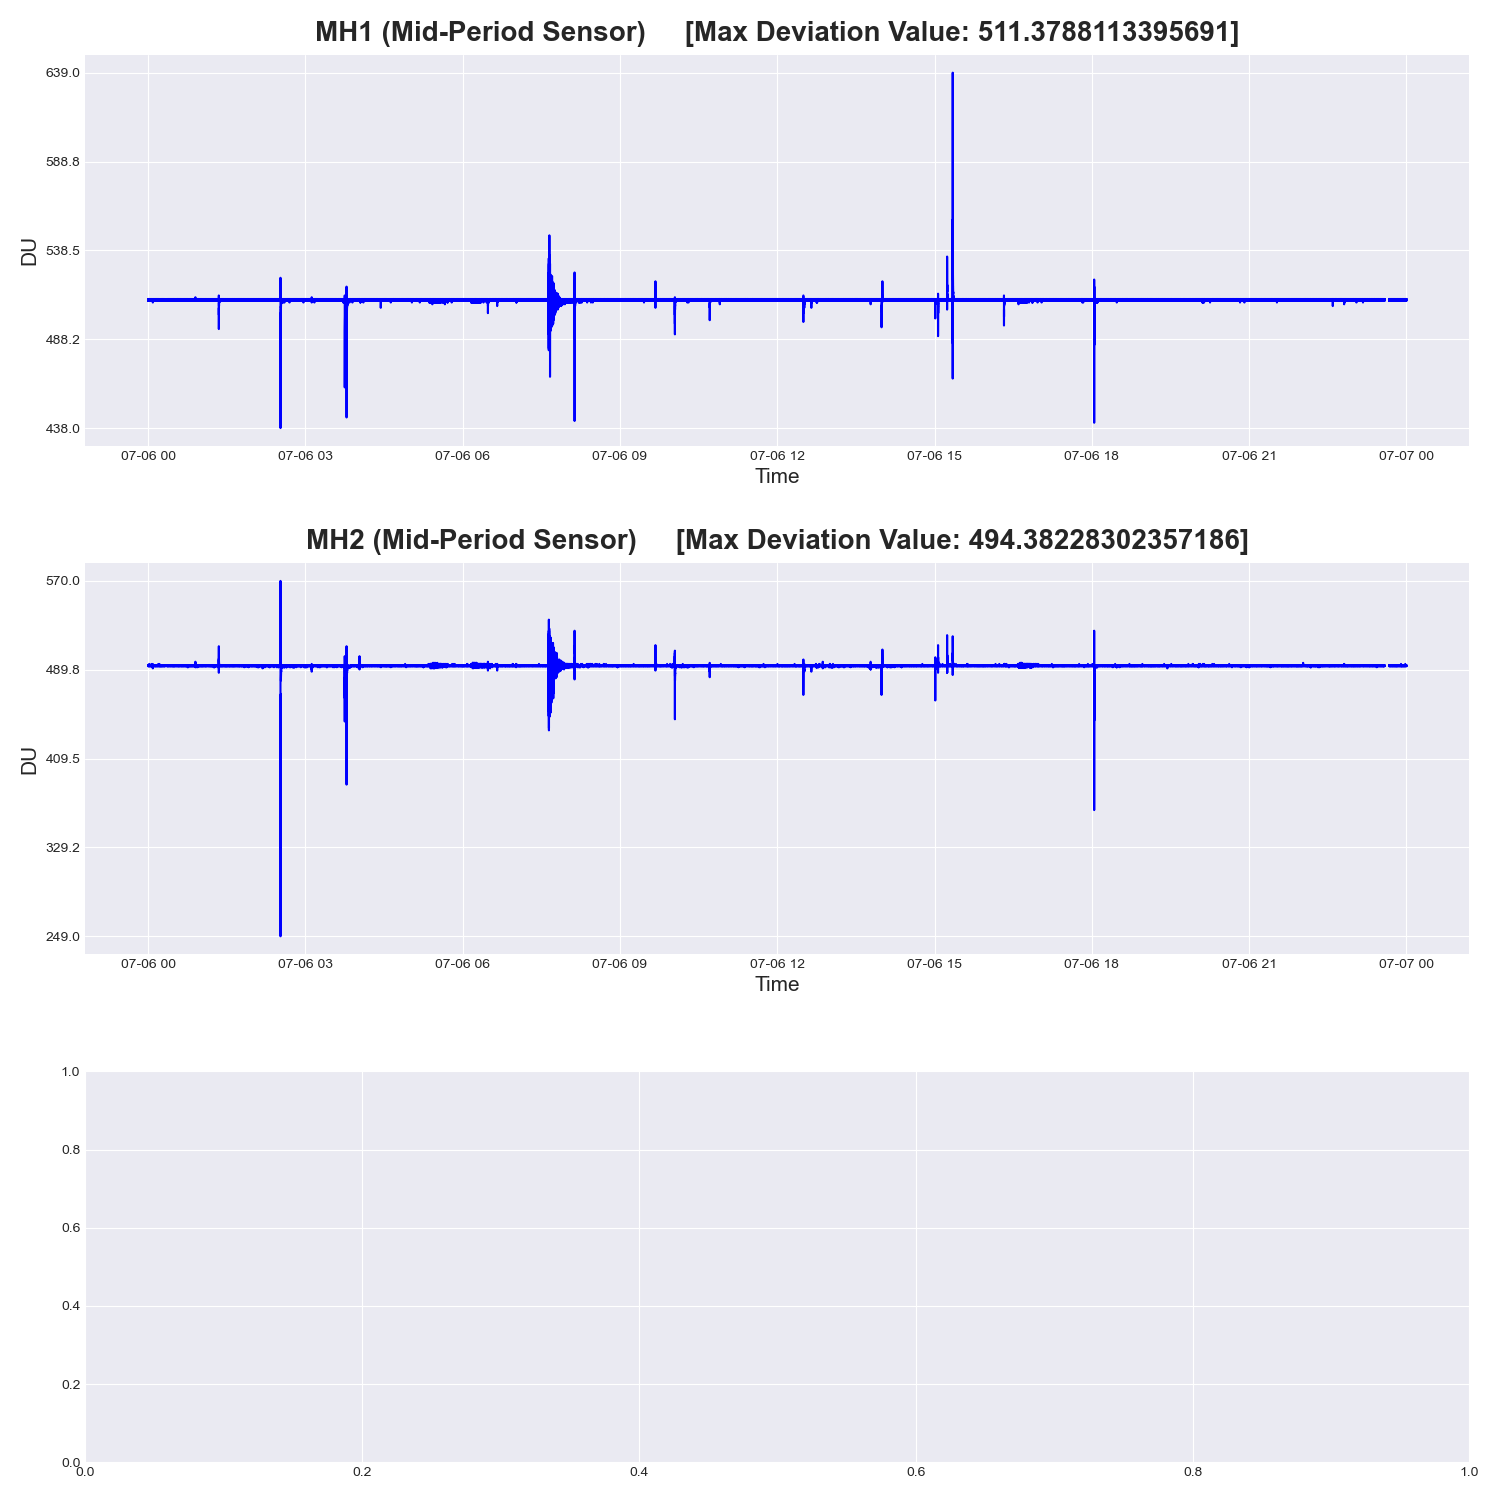 MH1 (Mid-Period Sensor) [Max Deviation Value: 511.3788113395691]
639.0
588.8
538.5
488.2
438.0
DU
07-06 00 07-06 03 07-06 06 07-06 09 07-06 12 07-06 15 07-06 18 07-06 21 07-07 00
Time
MH2 (Mid-Period Sensor) [Max Deviation Value: 494.38228302357186]
570.0
489.8
409.5
329.2
249.0
DU
07-06 00 07-06 03 07-06 06 07-06 09 07-06 12 07-06 15 07-06 18 07-06 21 07-07 00
Time
1.0
0.8
0.6
0.4
0.2
0.0
0.0 0.2 0.4 0.6 0.8 1.0